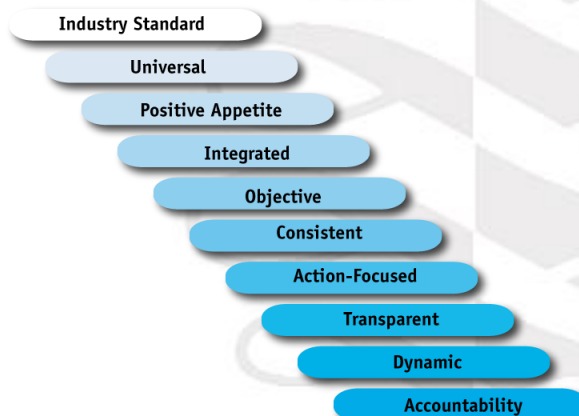 Industry Standard
Universal
Positive Appetite
Integrated
Objective
Consistent
Action-Focused
Transparent
Dynamic
Accountability